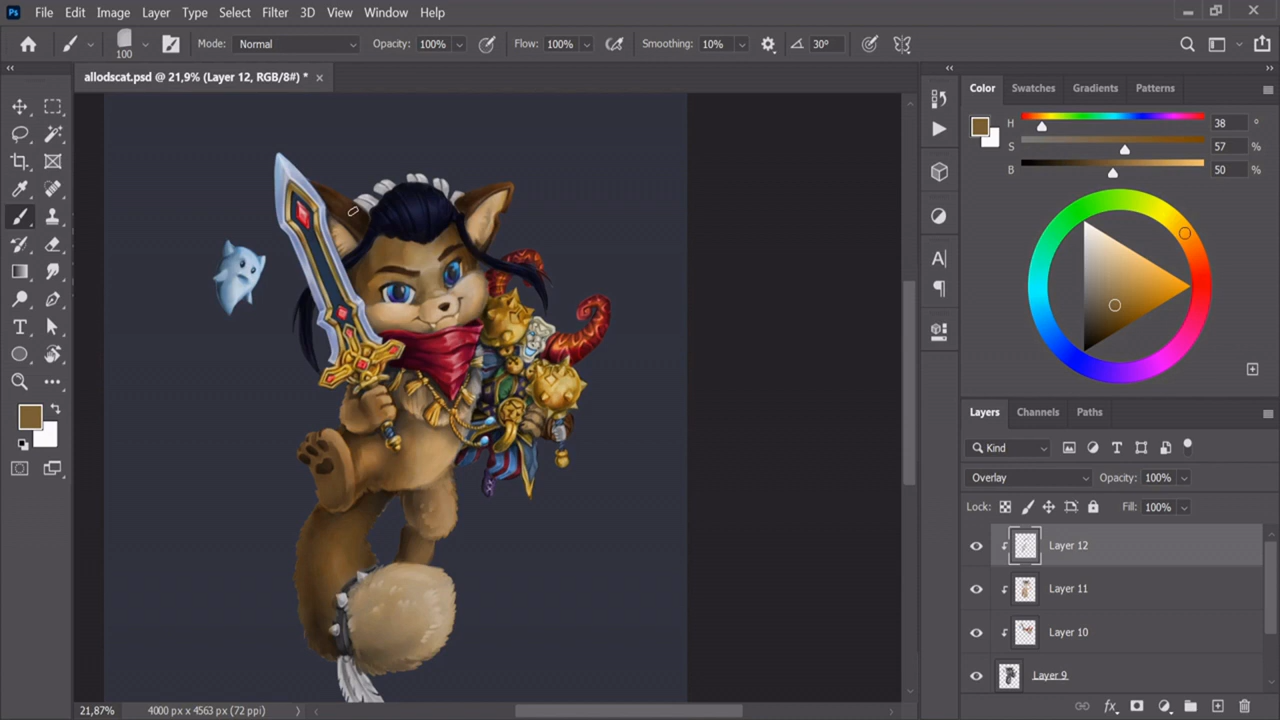 Ps File Edit Image Layer Type Select Filter 3D View Window Help
100 Mode: Normal Opacity: 100% Flow: 100% Smoothing: 10% 30°
allodscat.psd @ 21,9% (Layer 12, RGB/8#) *
Color Swatches Gradients Patterns
H 38 °
S 57 %
B 50 %
Layers Channels Paths
Kind
Overlay Opacity: 100%
Lock: Fill: 100%
Layer 12
Layer 11
Layer 10
Layer 9
21,87% 4000 px x 4563 px (72 ppi)